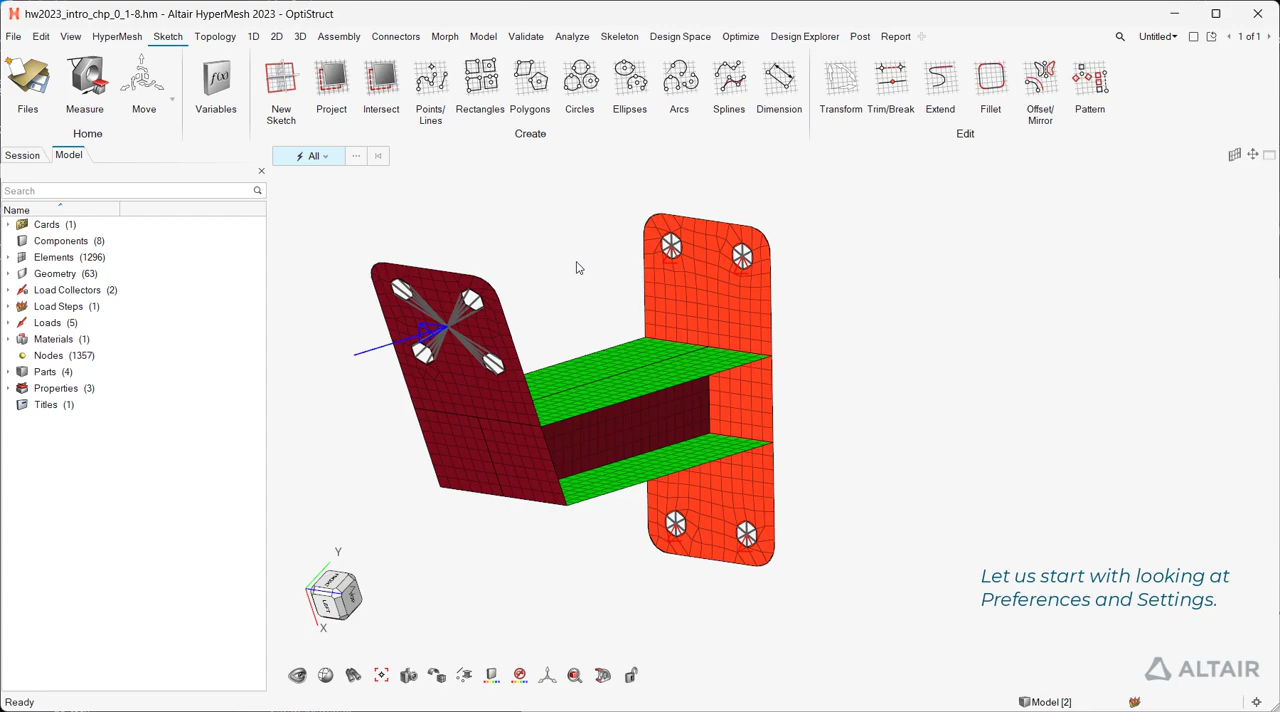 hw2023_intro_chp_0_1-8.hm - Altair HyperMesh 2023 - OptiStruct
File Edit View HyperMesh Sketch Topology 1D 2D 3D Assembly Connectors Morph Model Validate Analyze Skeleton Design Space Optimize Design Explorer Post Report Untitled 1 of 1
Files Measure Move Variables New Sketch Project Intersect Points/Lines Rectangles Polygons Circles Ellipses Arcs Splines Dimension Transform Trim/Break Extend Fillet Offset/Mirror Pattern
Home Create Edit
Session Model All
Search
Name
Cards (1)
Components (8)
Elements (1296)
Geometry (63)
Load Collectors (2)
Load Steps (1)
Loads (5)
Materials (1)
Nodes (1357)
Parts (4)
Properties (3)
Titles (1)
Y
LEFT
X
Let us start with looking at
Preferences and Settings.
ALTAIR
Ready Model [2]